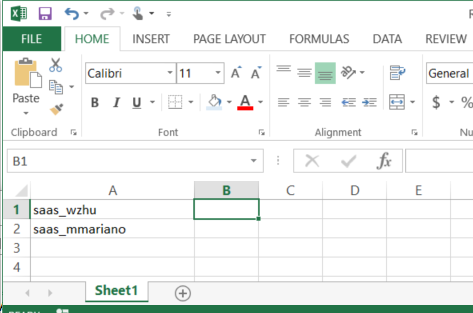 FILE HOME INSERT PAGE LAYOUT FORMULAS DATA REVIEW
Paste Calibri 11 A A General
B I U A $ %
Clipboard Font Alignment
B1 fx
A B C D E
1 saas_wzhu
2 saas_mmariano
3
4
Sheet1